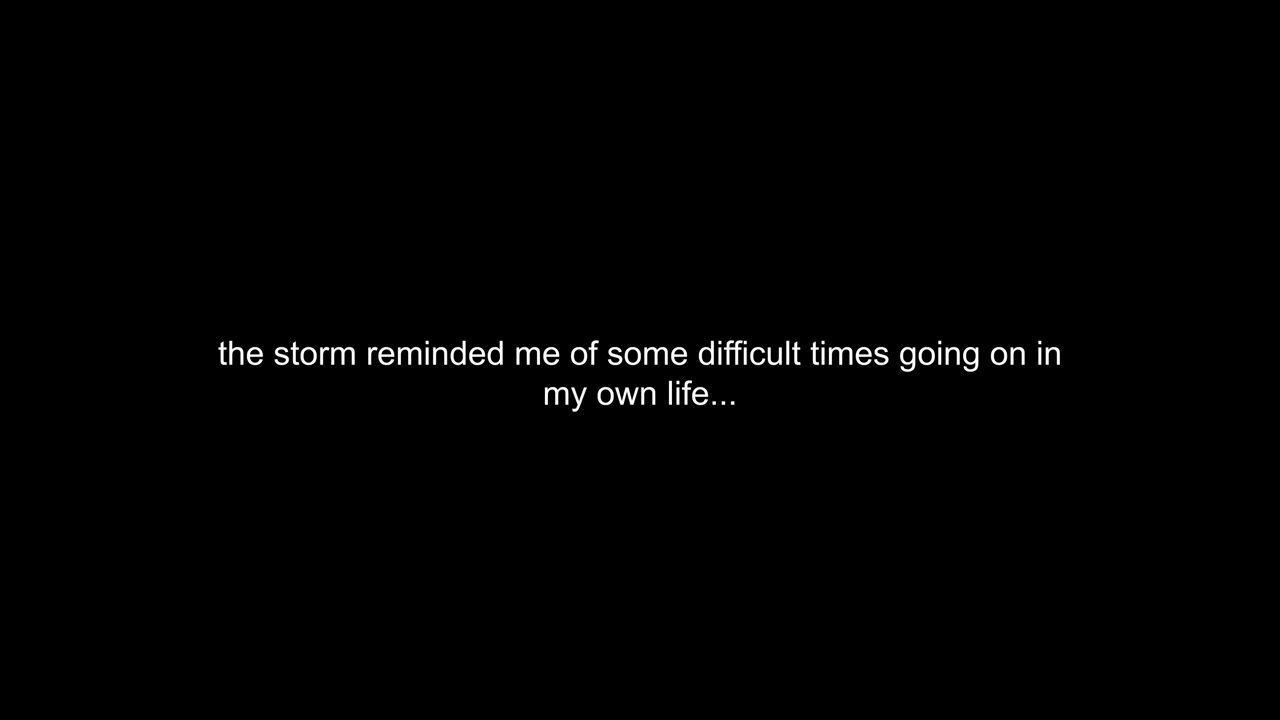 the storm reminded me of some difficult times going on in
my own life...